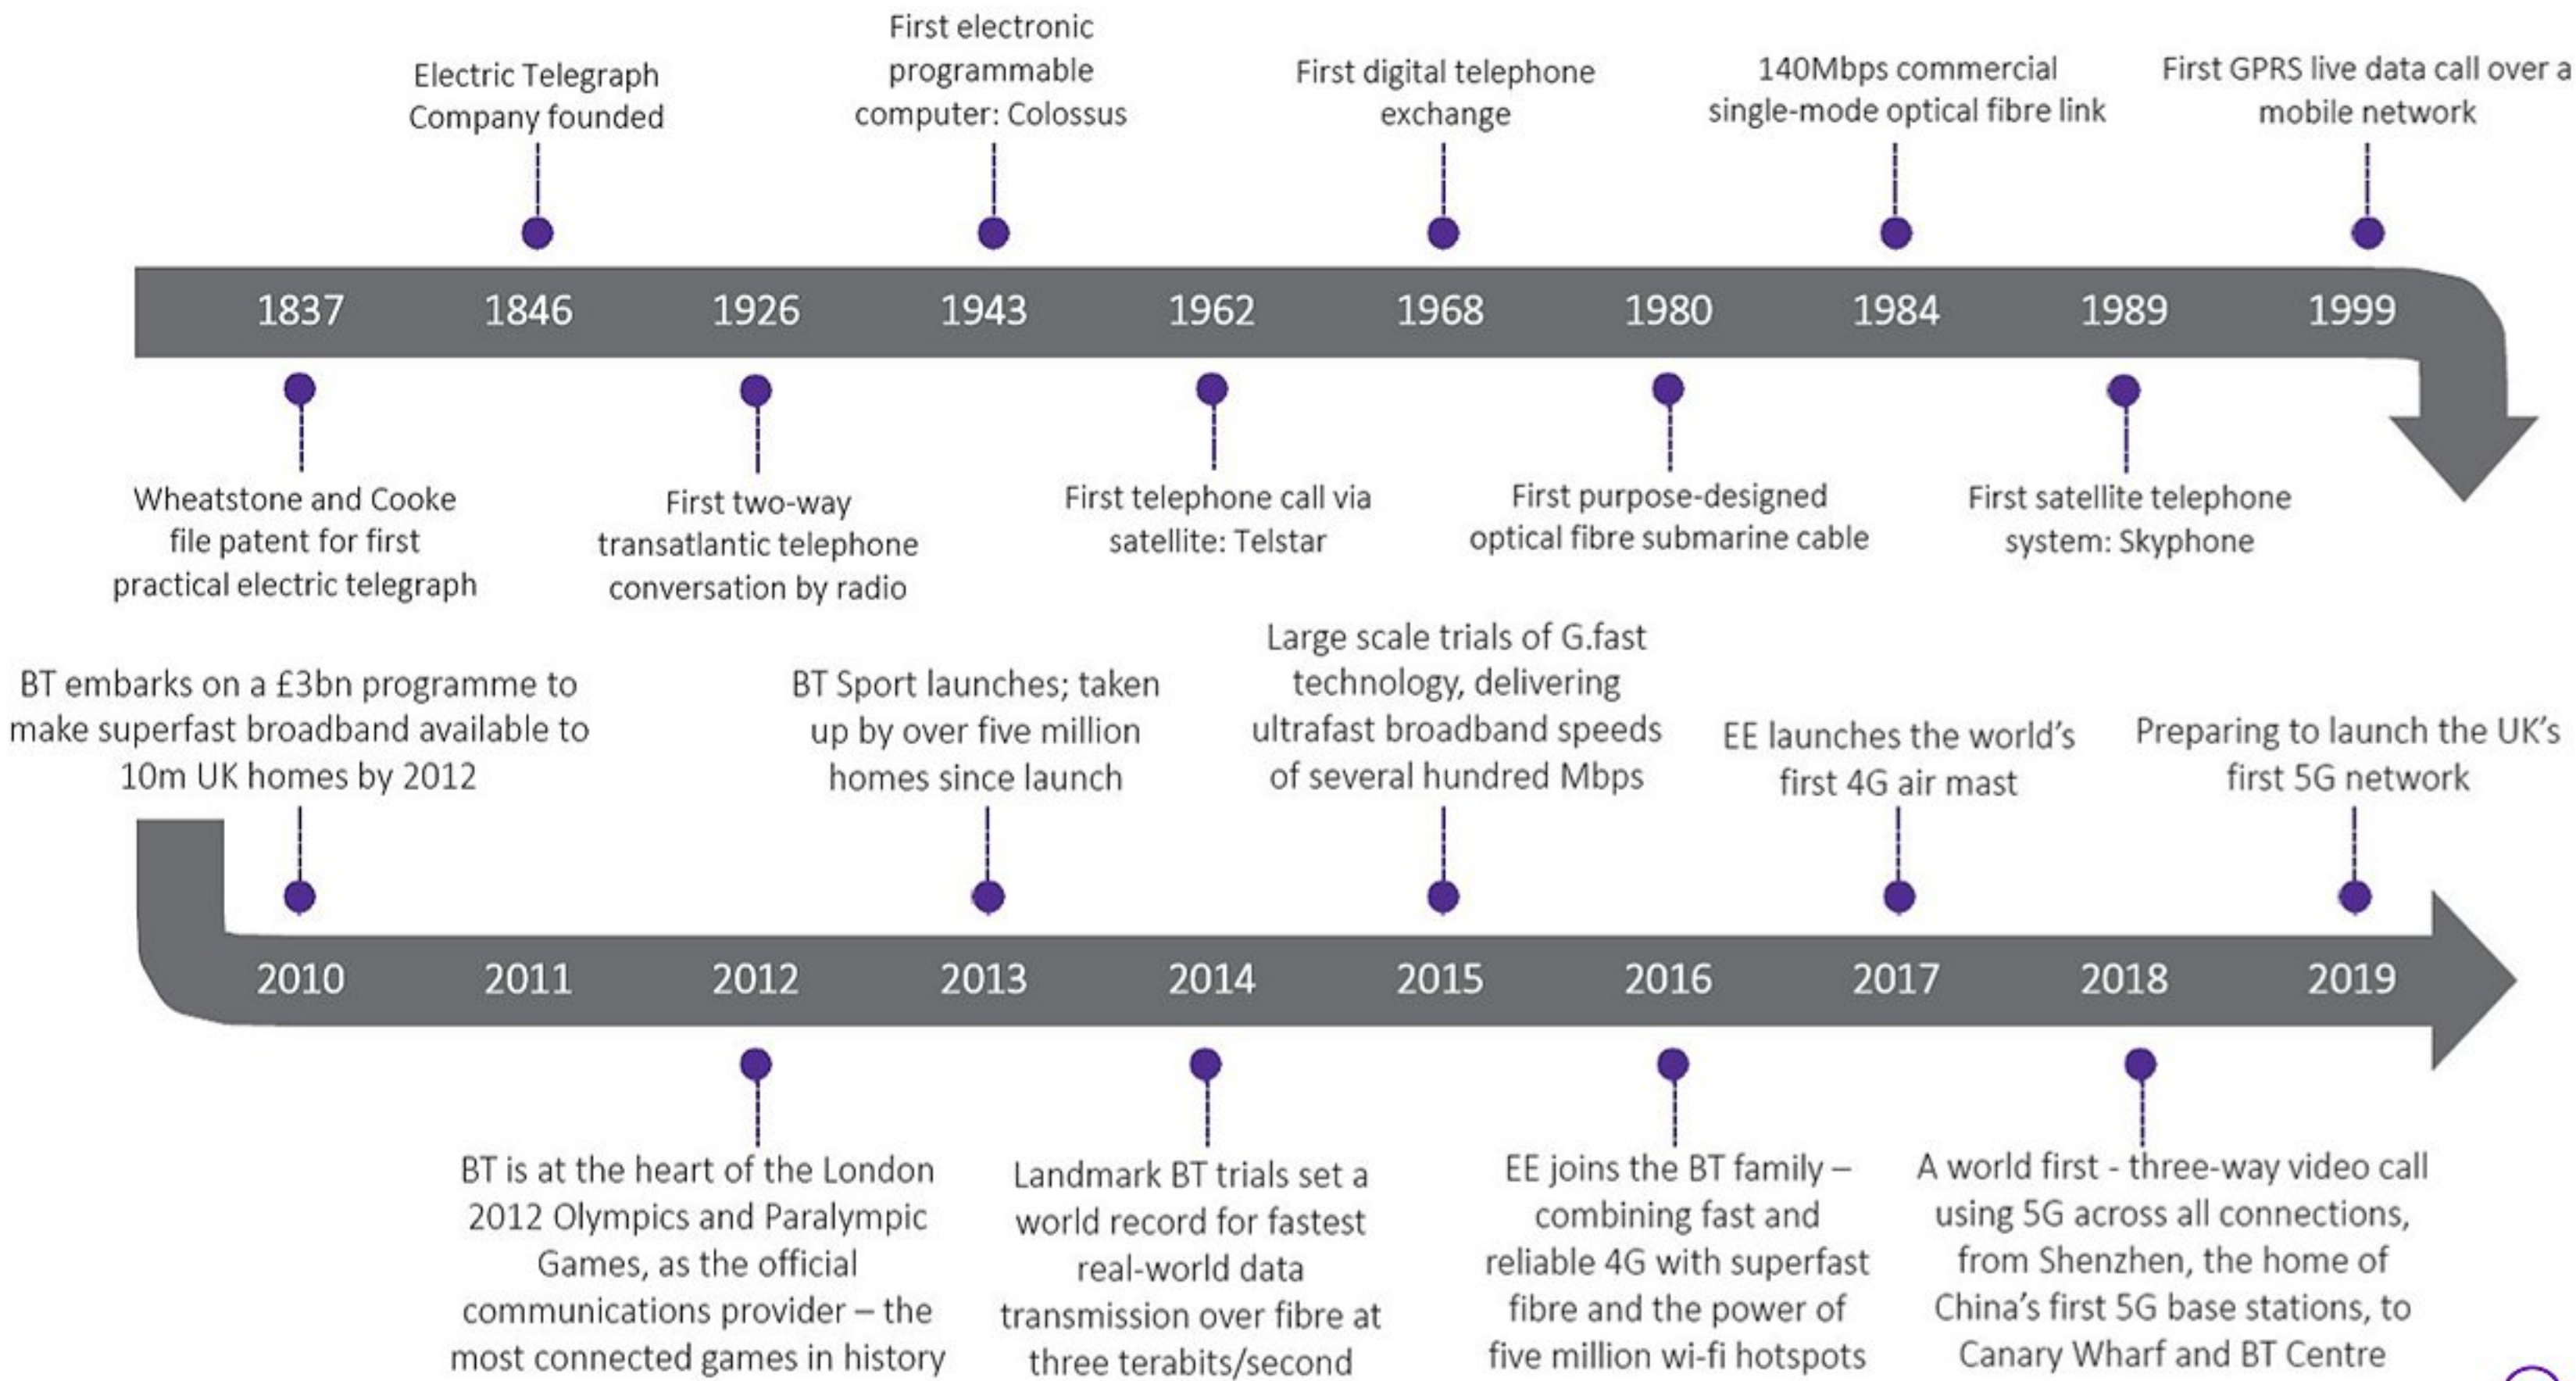 Electric Telegraph
Company founded
First electronic
programmable
computer: Colossus
First digital telephone
exchange
140Mbps commercial
single-mode optical fibre link
First GPRS live data call over a
mobile network
1837 1846 1926 1943 1962 1968 1980 1984 1989 1999
Wheatstone and Cooke
file patent for first
practical electric telegraph
First two-way
transatlantic telephone
conversation by radio
First telephone call via
satellite: Telstar
First purpose-designed
optical fibre submarine cable
First satellite telephone
system: Skyphone
BT embarks on a £3bn programme to
make superfast broadband available to
10m UK homes by 2012
BT Sport launches; taken
up by over five million
homes since launch
Large scale trials of G.fast
technology, delivering
ultrafast broadband speeds
of several hundred Mbps
EE launches the world's
first 4G air mast
Preparing to launch the UK's
first 5G network
2010 2011 2012 2013 2014 2015 2016 2017 2018 2019
BT is at the heart of the London
2012 Olympics and Paralympic
Games, as the official
communications provider – the
most connected games in history
Landmark BT trials set a
world record for fastest
real-world data
transmission over fibre at
three terabits/second
EE joins the BT family –
combining fast and
reliable 4G with superfast
fibre and the power of
five million wi-fi hotspots
A world first - three-way video call
using 5G across all connections,
from Shenzhen, the home of
China's first 5G base stations, to
Canary Wharf and BT Centre